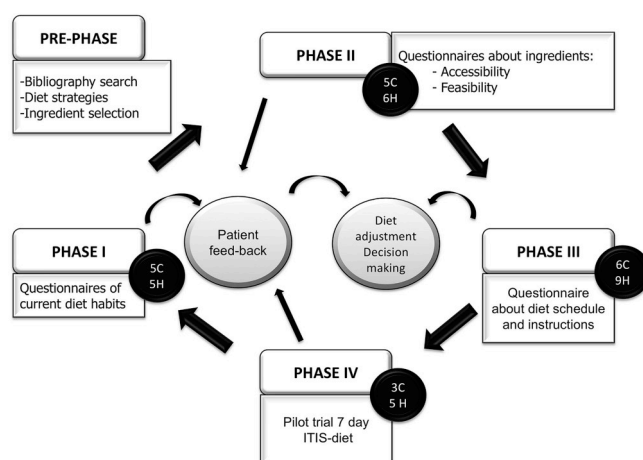 PRE-PHASE
-Bibliography search
-Diet strategies
-Ingredient selection
PHASE II
5C
6H
Questionnaires about ingredients:
- Accessibility
- Feasibility
PHASE I
5C
5H
Questionnaires of
current diet habits
Patient
feed-back
Diet
adjustment
Decision
making
PHASE III
6C
9H
Questionnaire
about diet schedule
and instructions
PHASE IV
3C
5 H
Pilot trial 7 day
ITIS-diet